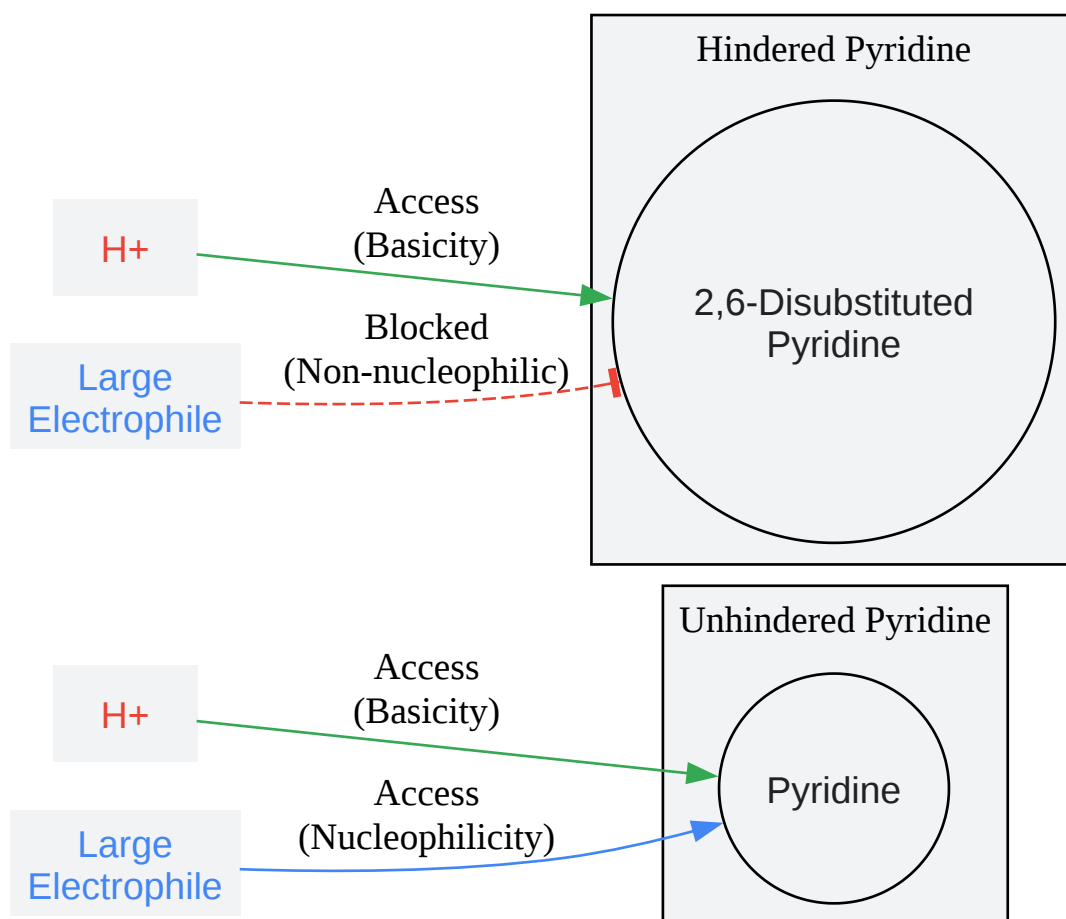 Hindered Pyridine
Access
(Basicity)
H+
2,6-Disubstituted
Pyridine
Blocked
(Non-nucleophilic)
Large
Electrophile
Unhindered Pyridine
Access
(Basicity)
H+
Pyridine
Access
(Nucleophilicity)
Large
Electrophile